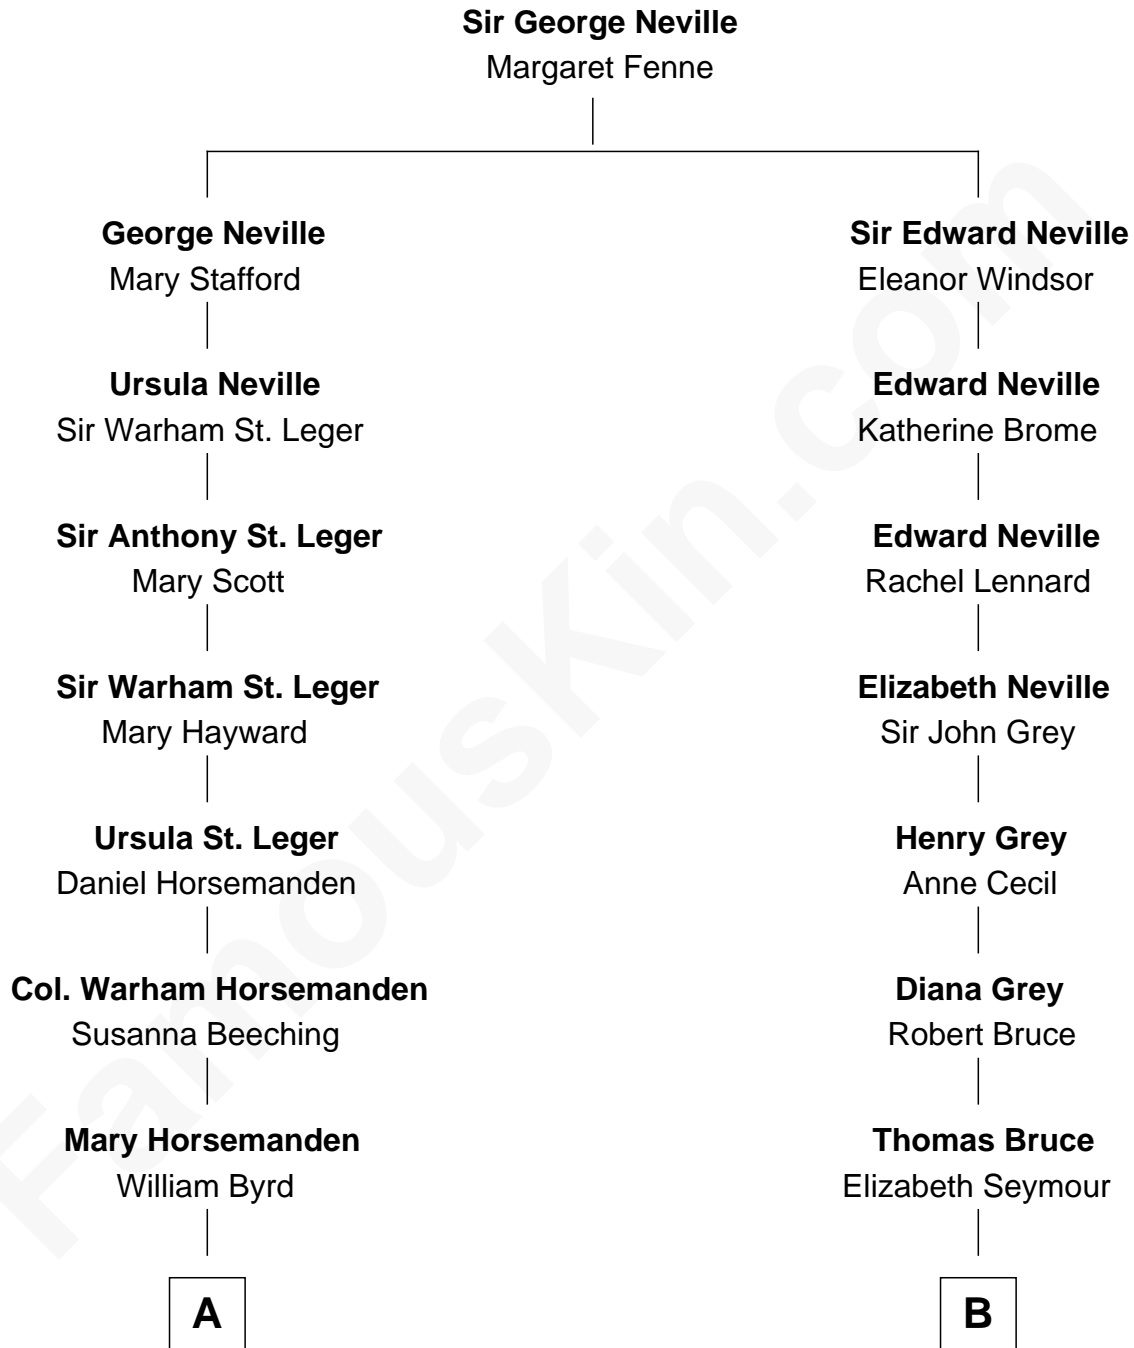 Sir George Neville
Margaret Fenne
George Neville
Mary Stafford
Ursula Neville
Sir Warham St. Leger
Sir Anthony St. Leger
Mary Scott
Sir Warham St. Leger
Mary Hayward
Ursula St. Leger
Daniel Horsemanden
Col. Warham Horsemanden
Susanna Beeching
Mary Horsemanden
William Byrd
A
Sir Edward Neville
Eleanor Windsor
Edward Neville
Katherine Brome
Edward Neville
Rachel Lennard
Elizabeth Neville
Sir John Grey
Henry Grey
Anne Cecil
Diana Grey
Robert Bruce
Thomas Bruce
Elizabeth Seymour
B
FamousKin.com